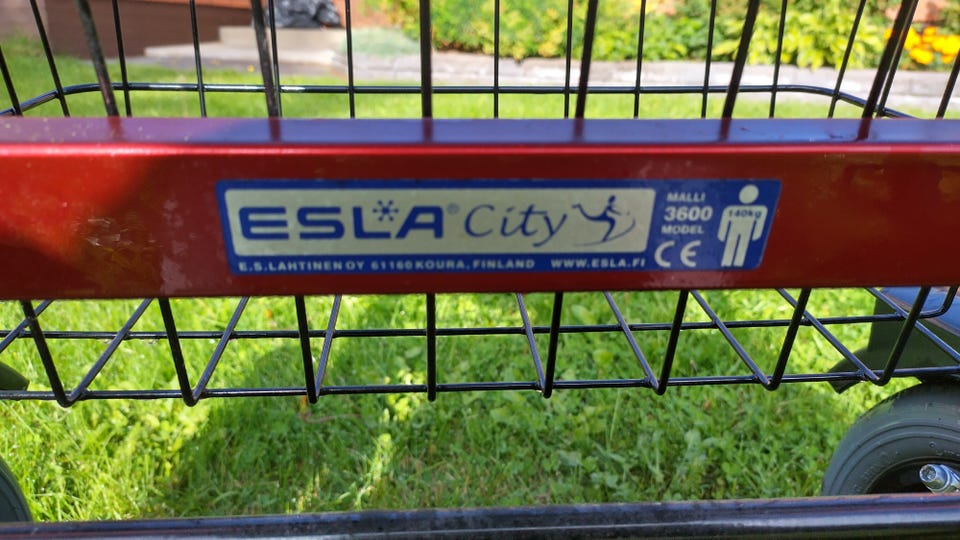 ESLA® City
MALLI
3600
MODEL
CE
140kg
E.S.LAHTINEN OY 61160 KOURA, FINLAND WWW.ESLA.FI